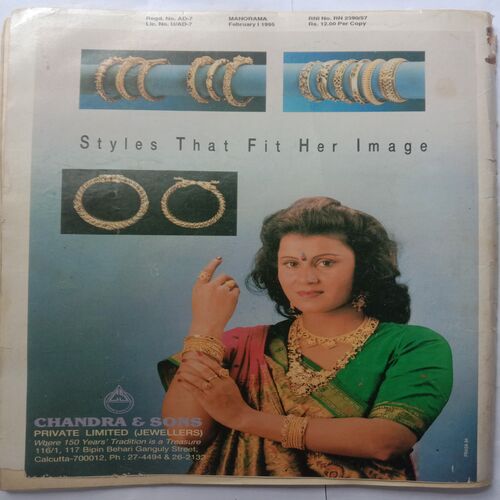 Regd. No. AD-7 MANORAMA RNI No. RN 2390/57
Lic. No. U/AD-7 February I 1995 Rs. 12.00 Per Copy
Styles That Fit Her Image
CHANDRA & SONS
PRIVATE LIMITED (JEWELLERS)
Where 150 Years' Tradition is a Treasure
116/1, 117 Bipin Behari Ganguly Street,
Calcutta-700012, Ph : 27-4494 & 26-2132